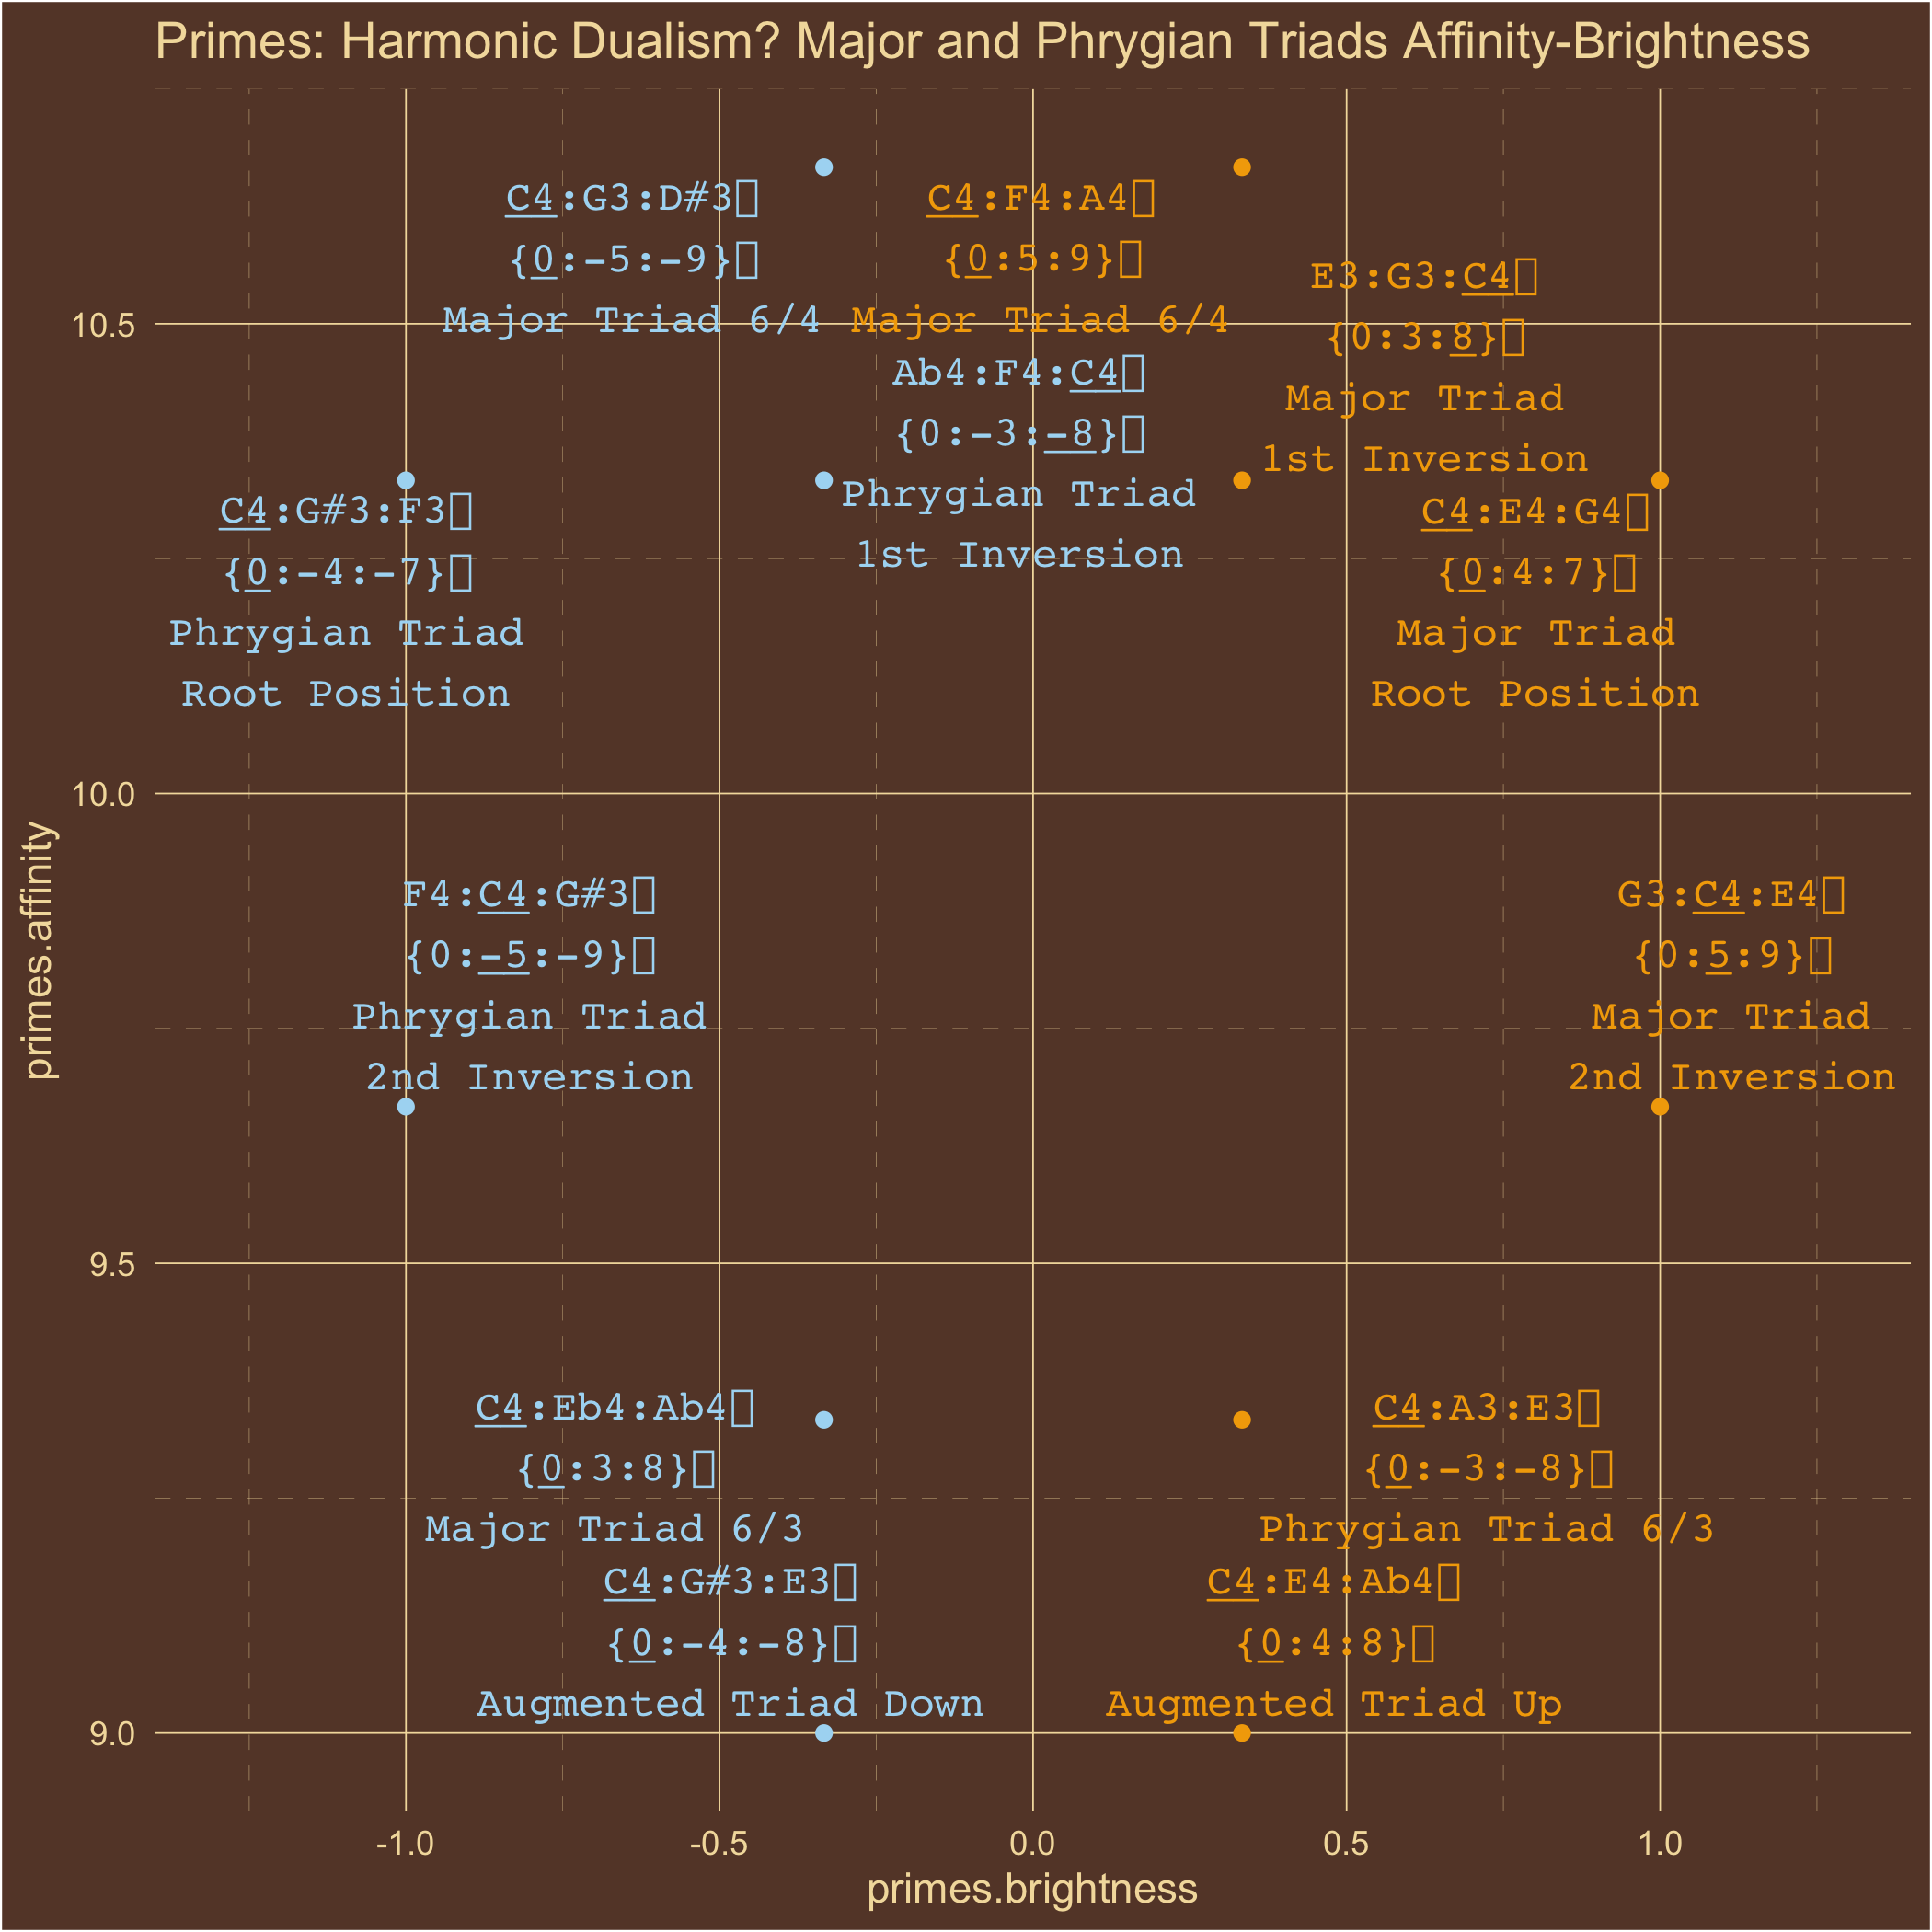 Primes: Harmonic Dualism? Major and Phrygian Triads Affinity-Brightness
C4:G3:D#3
{0:-5:-9}
Major Triad 6/4
C4:F4:A4
{0:5:9}
Major Triad 6/4
E3:G3:C4
{0:3:8}
Major Triad
1st Inversion
Ab4:F4:C4
{0:-3:-8}
Phrygian Triad
1st Inversion
C4:G#3:F3
{0:-4:-7}
Phrygian Triad
Root Position
C4:E4:G4
{0:4:7}
Major Triad
Root Position
F4:C4:G#3
{0:-5:-9}
Phrygian Triad
2nd Inversion
G3:C4:E4
{0:5:9}
Major Triad
2nd Inversion
C4:Eb4:Ab4
{0:3:8}
Major Triad 6/3
C4:A3:E3
{0:-3:-8}
Phrygian Triad 6/3
C4:G#3:E3
{0:-4:-8}
Augmented Triad Down
C4:E4:Ab4
{0:4:8}
Augmented Triad Up
10.5
10.0
9.5
9.0
primes.affinity
-1.0
-0.5
0.0
0.5
1.0
primes.brightness